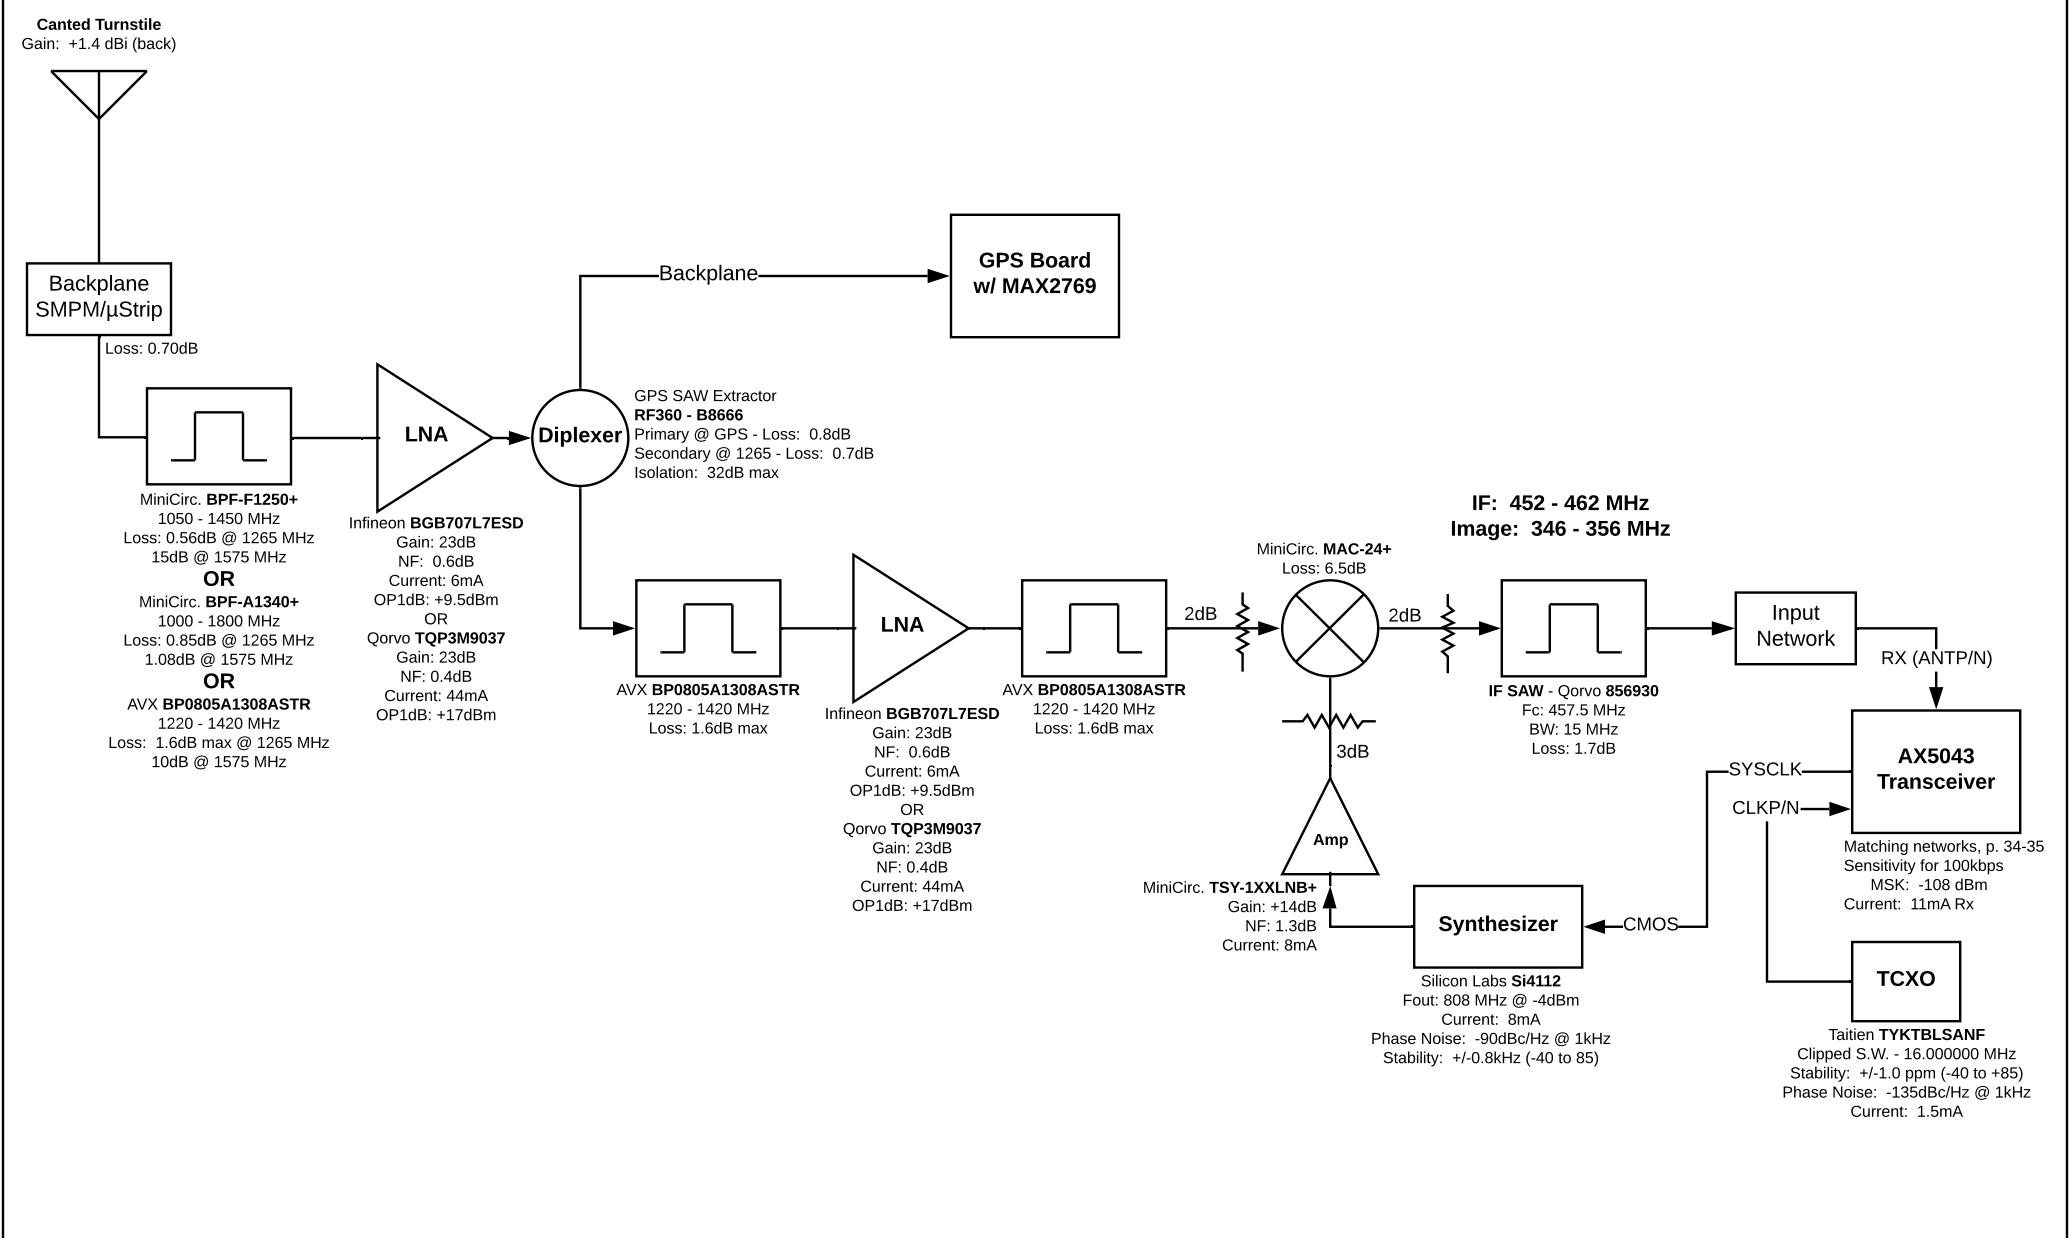 Canted Turnstile
Gain: +1.4 dBi (back)
Backplane
SMPM/µStrip
Loss: 0.70dB
MiniCirc. BPF-F1250+
1050 - 1450 MHz
Loss: 0.56dB @ 1265 MHz
15dB @ 1575 MHz
OR
MiniCirc. BPF-A1340+
1000 - 1800 MHz
Loss: 0.85dB @ 1265 MHz
1.08dB @ 1575 MHz
OR
AVX BP0805A1308ASTR
1220 - 1420 MHz
Loss: 1.6dB max @ 1265 MHz
10dB @ 1575 MHz
LNA
Infineon BGB707L7ESD
Gain: 23dB
NF: 0.6dB
Current: 6mA
OP1dB: +9.5dBm
OR
Qorvo TQP3M9037
Gain: 23dB
NF: 0.4dB
Current: 44mA
OP1dB: +17dBm
Diplexer
GPS SAW Extractor
RF360 - B8666
Primary @ GPS - Loss: 0.8dB
Secondary @ 1265 - Loss: 0.7dB
Isolation: 32dB max
Backplane
GPS Board
w/ MAX2769
AVX BP0805A1308ASTR
1220 - 1420 MHz
Loss: 1.6dB max
LNA
Infineon BGB707L7ESD
Gain: 23dB
NF: 0.6dB
Current: 6mA
OP1dB: +9.5dBm
OR
Qorvo TQP3M9037
Gain: 23dB
NF: 0.4dB
Current: 44mA
OP1dB: +17dBm
AVX BP0805A1308ASTR
1220 - 1420 MHz
Loss: 1.6dB max
2dB
MiniCirc. MAC-24+
Loss: 6.5dB
2dB
IF: 452 - 462 MHz
Image: 346 - 356 MHz
IF SAW - Qorvo 856930
Fc: 457.5 MHz
BW: 15 MHz
Loss: 1.7dB
Input
Network
RX (ANTP/N)
AX5043
Transceiver
Matching networks, p. 34-35
Sensitivity for 100kbps
MSK: -108 dBm
Current: 11mA Rx
SYSCLK
CLKP/N
3dB
Amp
MiniCirc. TSY-1XXLNB+
Gain: +14dB
NF: 1.3dB
Current: 8mA
Synthesizer
CMOS
Silicon Labs Si4112
Fout: 808 MHz @ -4dBm
Current: 8mA
Phase Noise: -90dBc/Hz @ 1kHz
Stability: +/-0.8kHz (-40 to 85)
TCXO
Taitien TYKTBLSANF
Clipped S.W. - 16.000000 MHz
Stability: +/-1.0 ppm (-40 to +85)
Phase Noise: -135dBc/Hz @ 1kHz
Current: 1.5mA